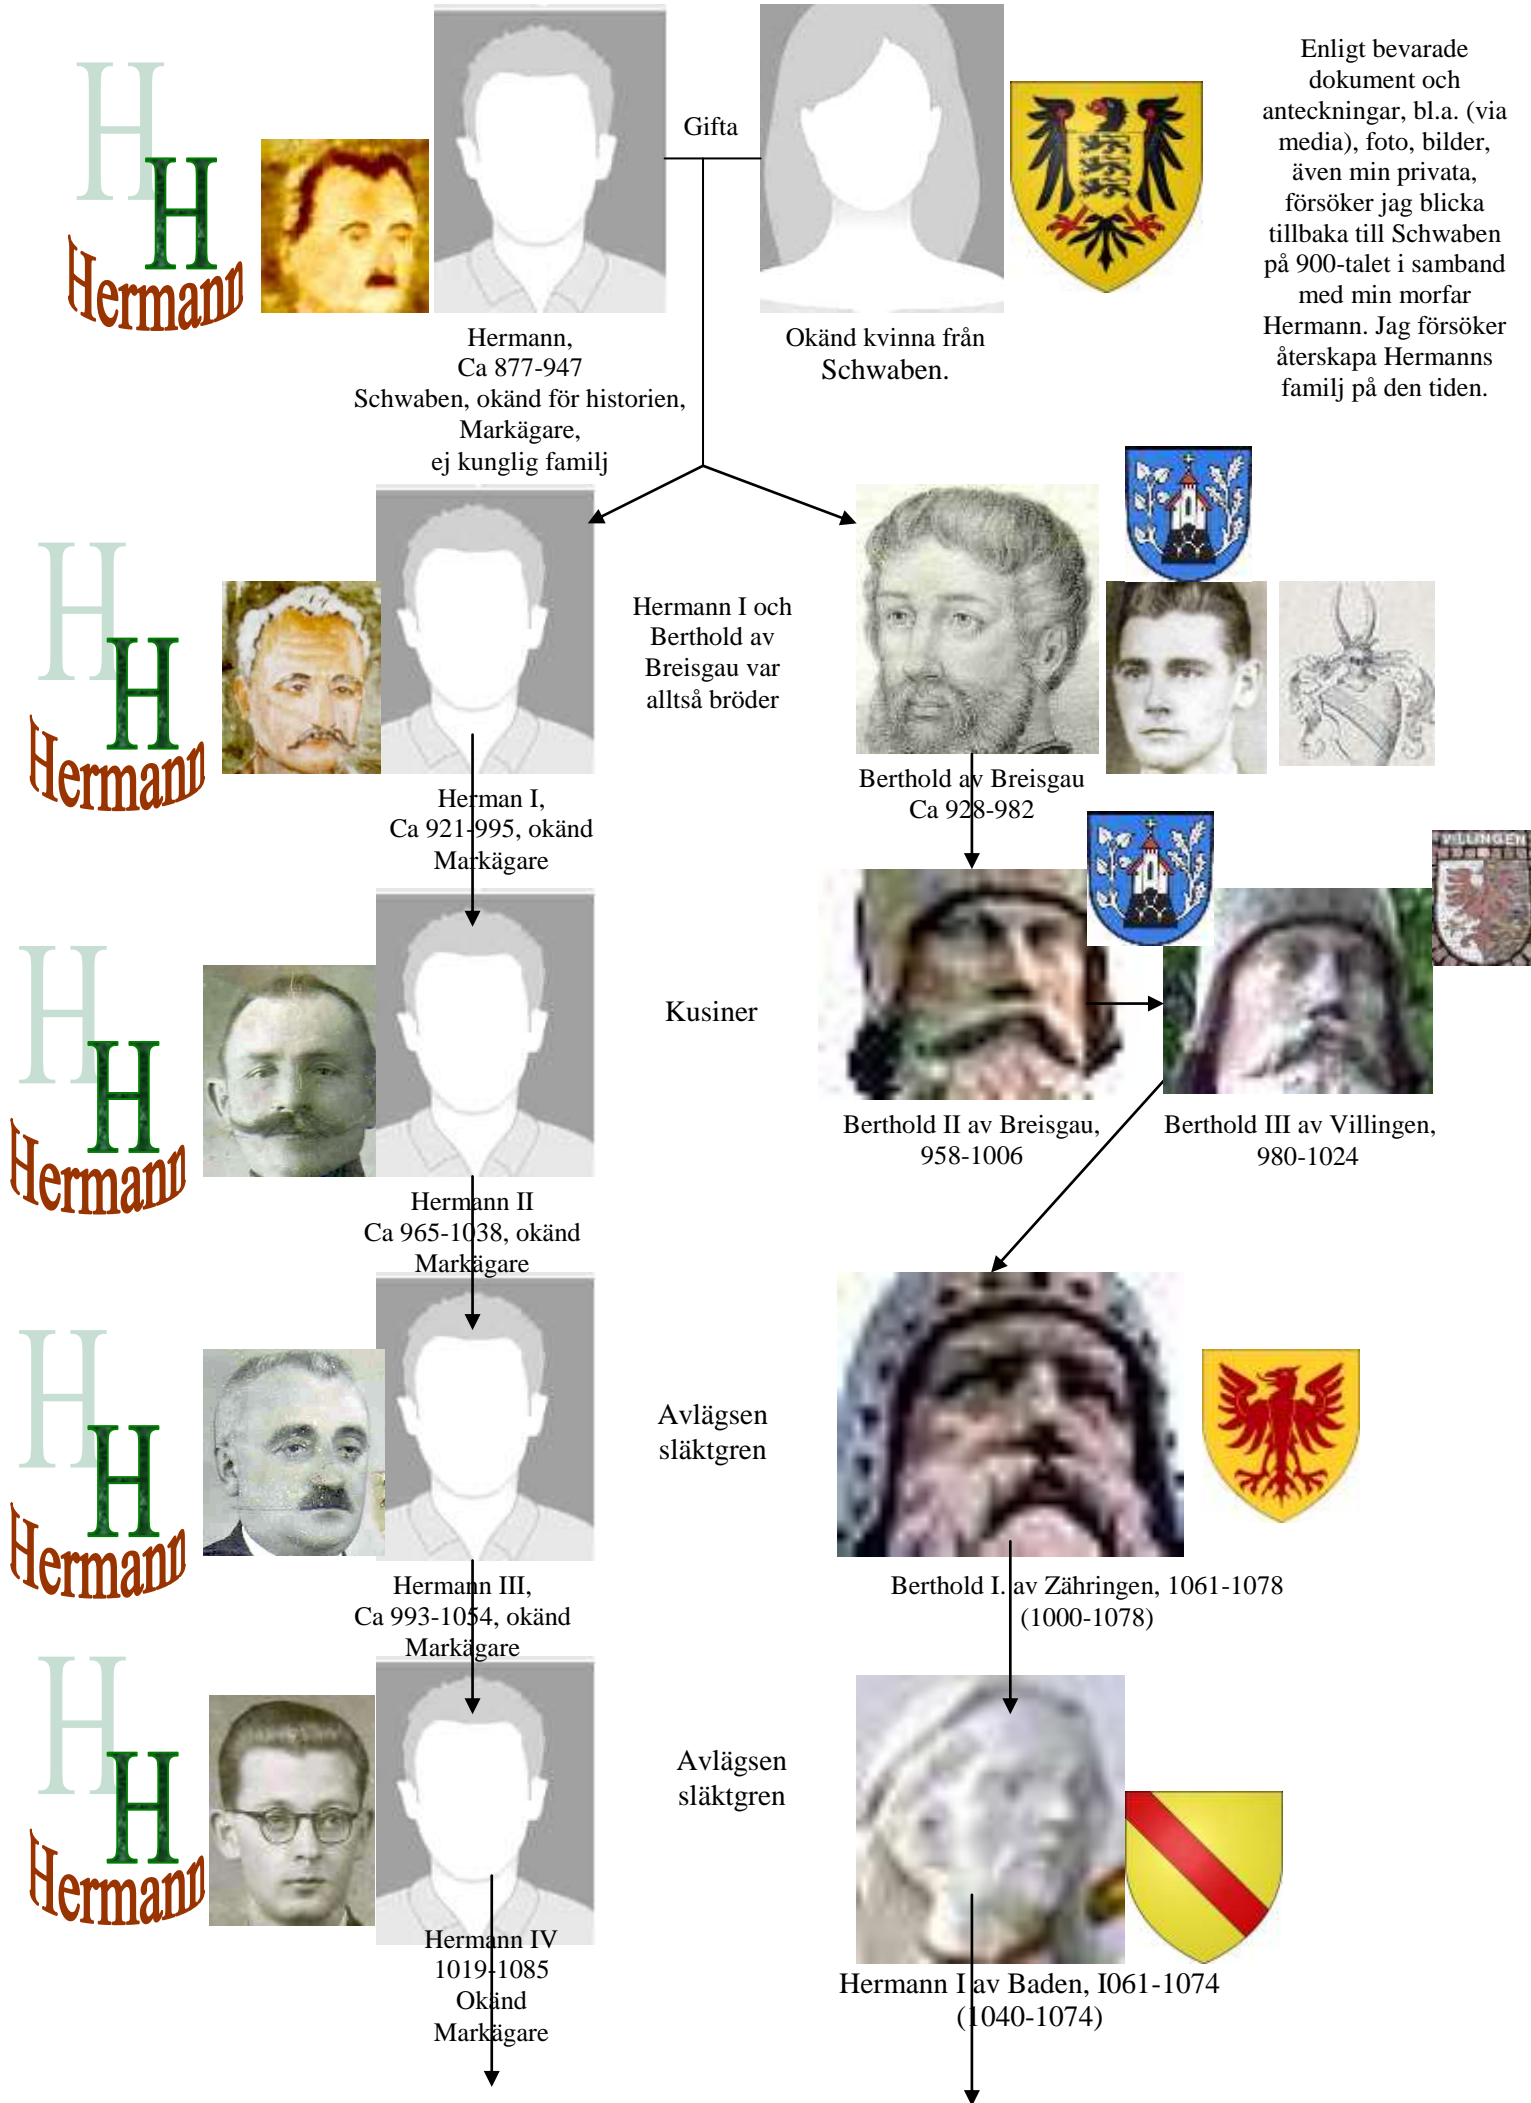 Enligt bevarade
dokument och
anteckningar, bl.a. (via
media), foto, bilder,
även min privata,
försöker jag blicka
tillbaka till Schwaben
på 900-talet i samband
med min morfar
Hermann. Jag försöker
återskapa Hermanns
familj på den tiden.
H
H
Hermann
Gifta
Hermann,
Ca 877-947
Schwaben, okänd för historien,
Markägare,
ej kunglig familj
Okänd kvinna från
Schwaben.
H
H
Hermann
Hermann I och
Berthold av
Breisgau var
alltså bröder
Herman I,
Ca 921-995, okänd
Markägare
Berthold av Breisgau
Ca 928-982
VILLINGEN
H
H
Hermann
Kusiner
Hermann II
Ca 965-1038, okänd
Markägare
Berthold II av Breisgau,
958-1006
Berthold III av Villingen,
980-1024
H
H
Hermann
Avlägsen
släktgren
Hermann III,
Ca 993-1054, okänd
Markägare
Berthold I. av Zähringen, 1061-1078
(1000-1078)
H
H
Hermann
Avlägsen
släktgren
Hermann IV
1019-1085
Okänd
Markägare
Hermann I av Baden, I061-1074
(1040-1074)